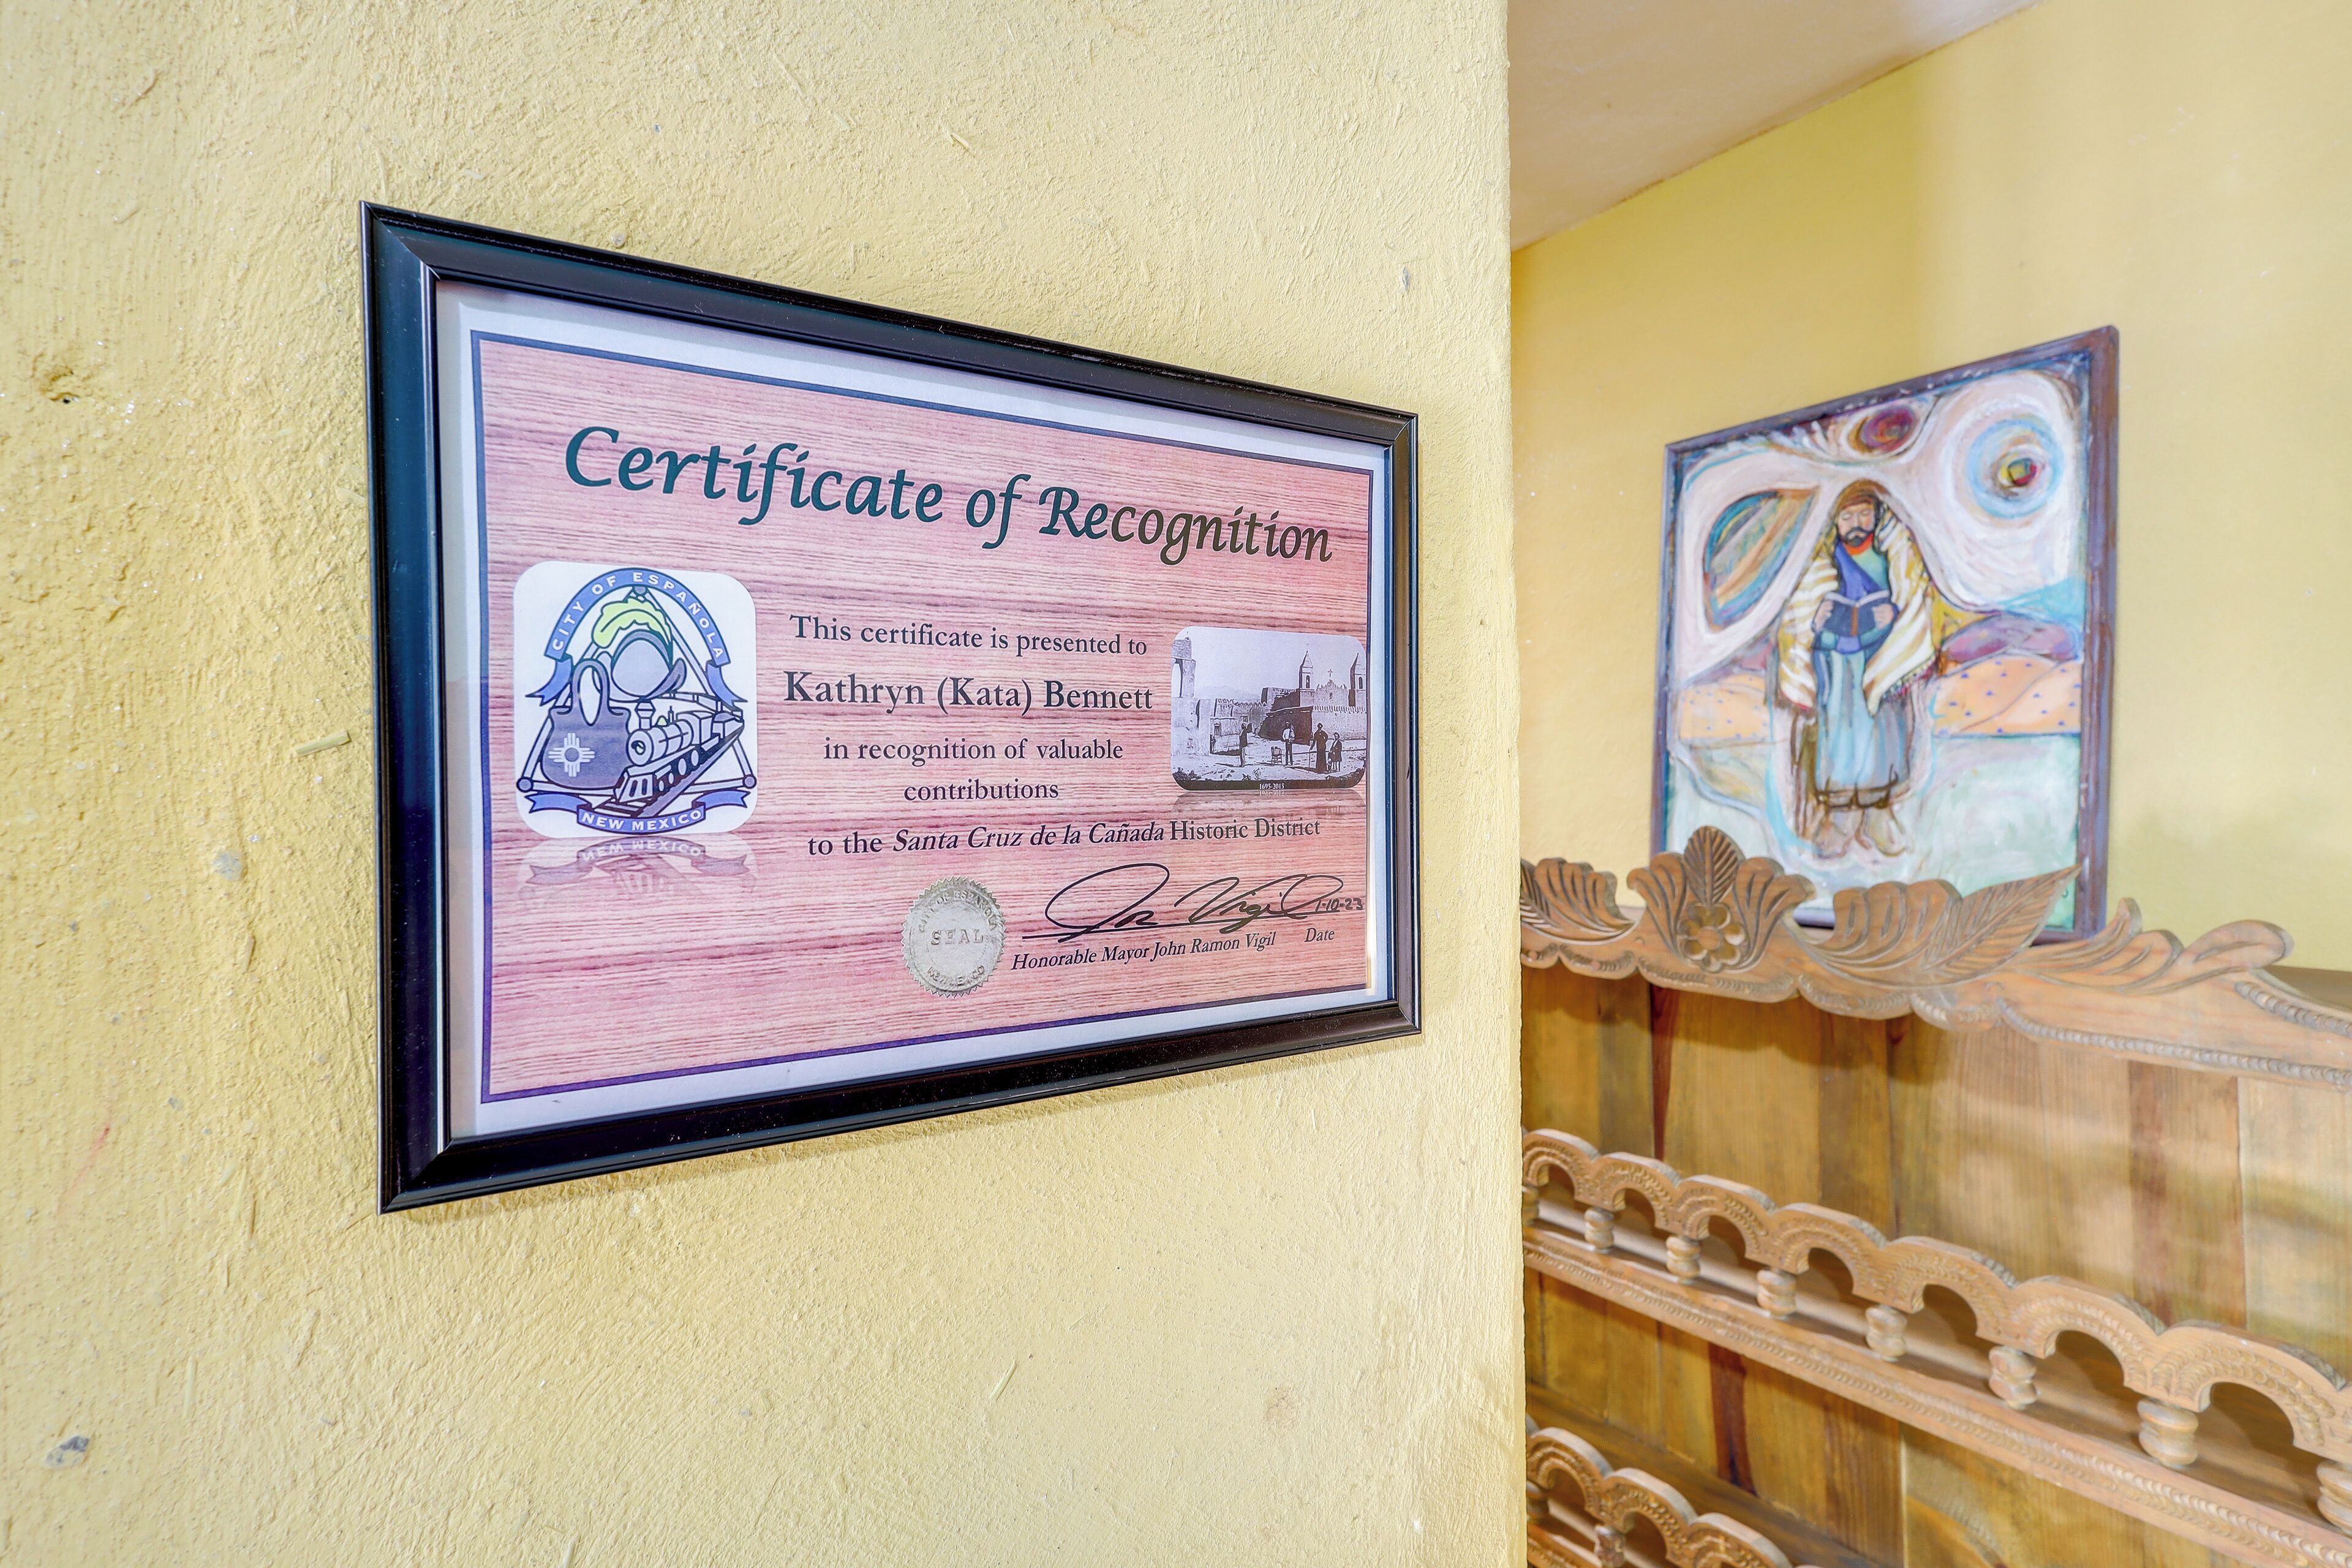 Certificate of Recognition
CITY OF ESPAÑOLA
NEW MEXICO
This certificate is presented to
Kathryn (Kata) Bennett
in recognition of valuable
contributions
to the Santa Cruz de la Cañada Historic District
1695-2015
SEAL
1-10-23
Honorable Mayor John Ramon Vigil Date